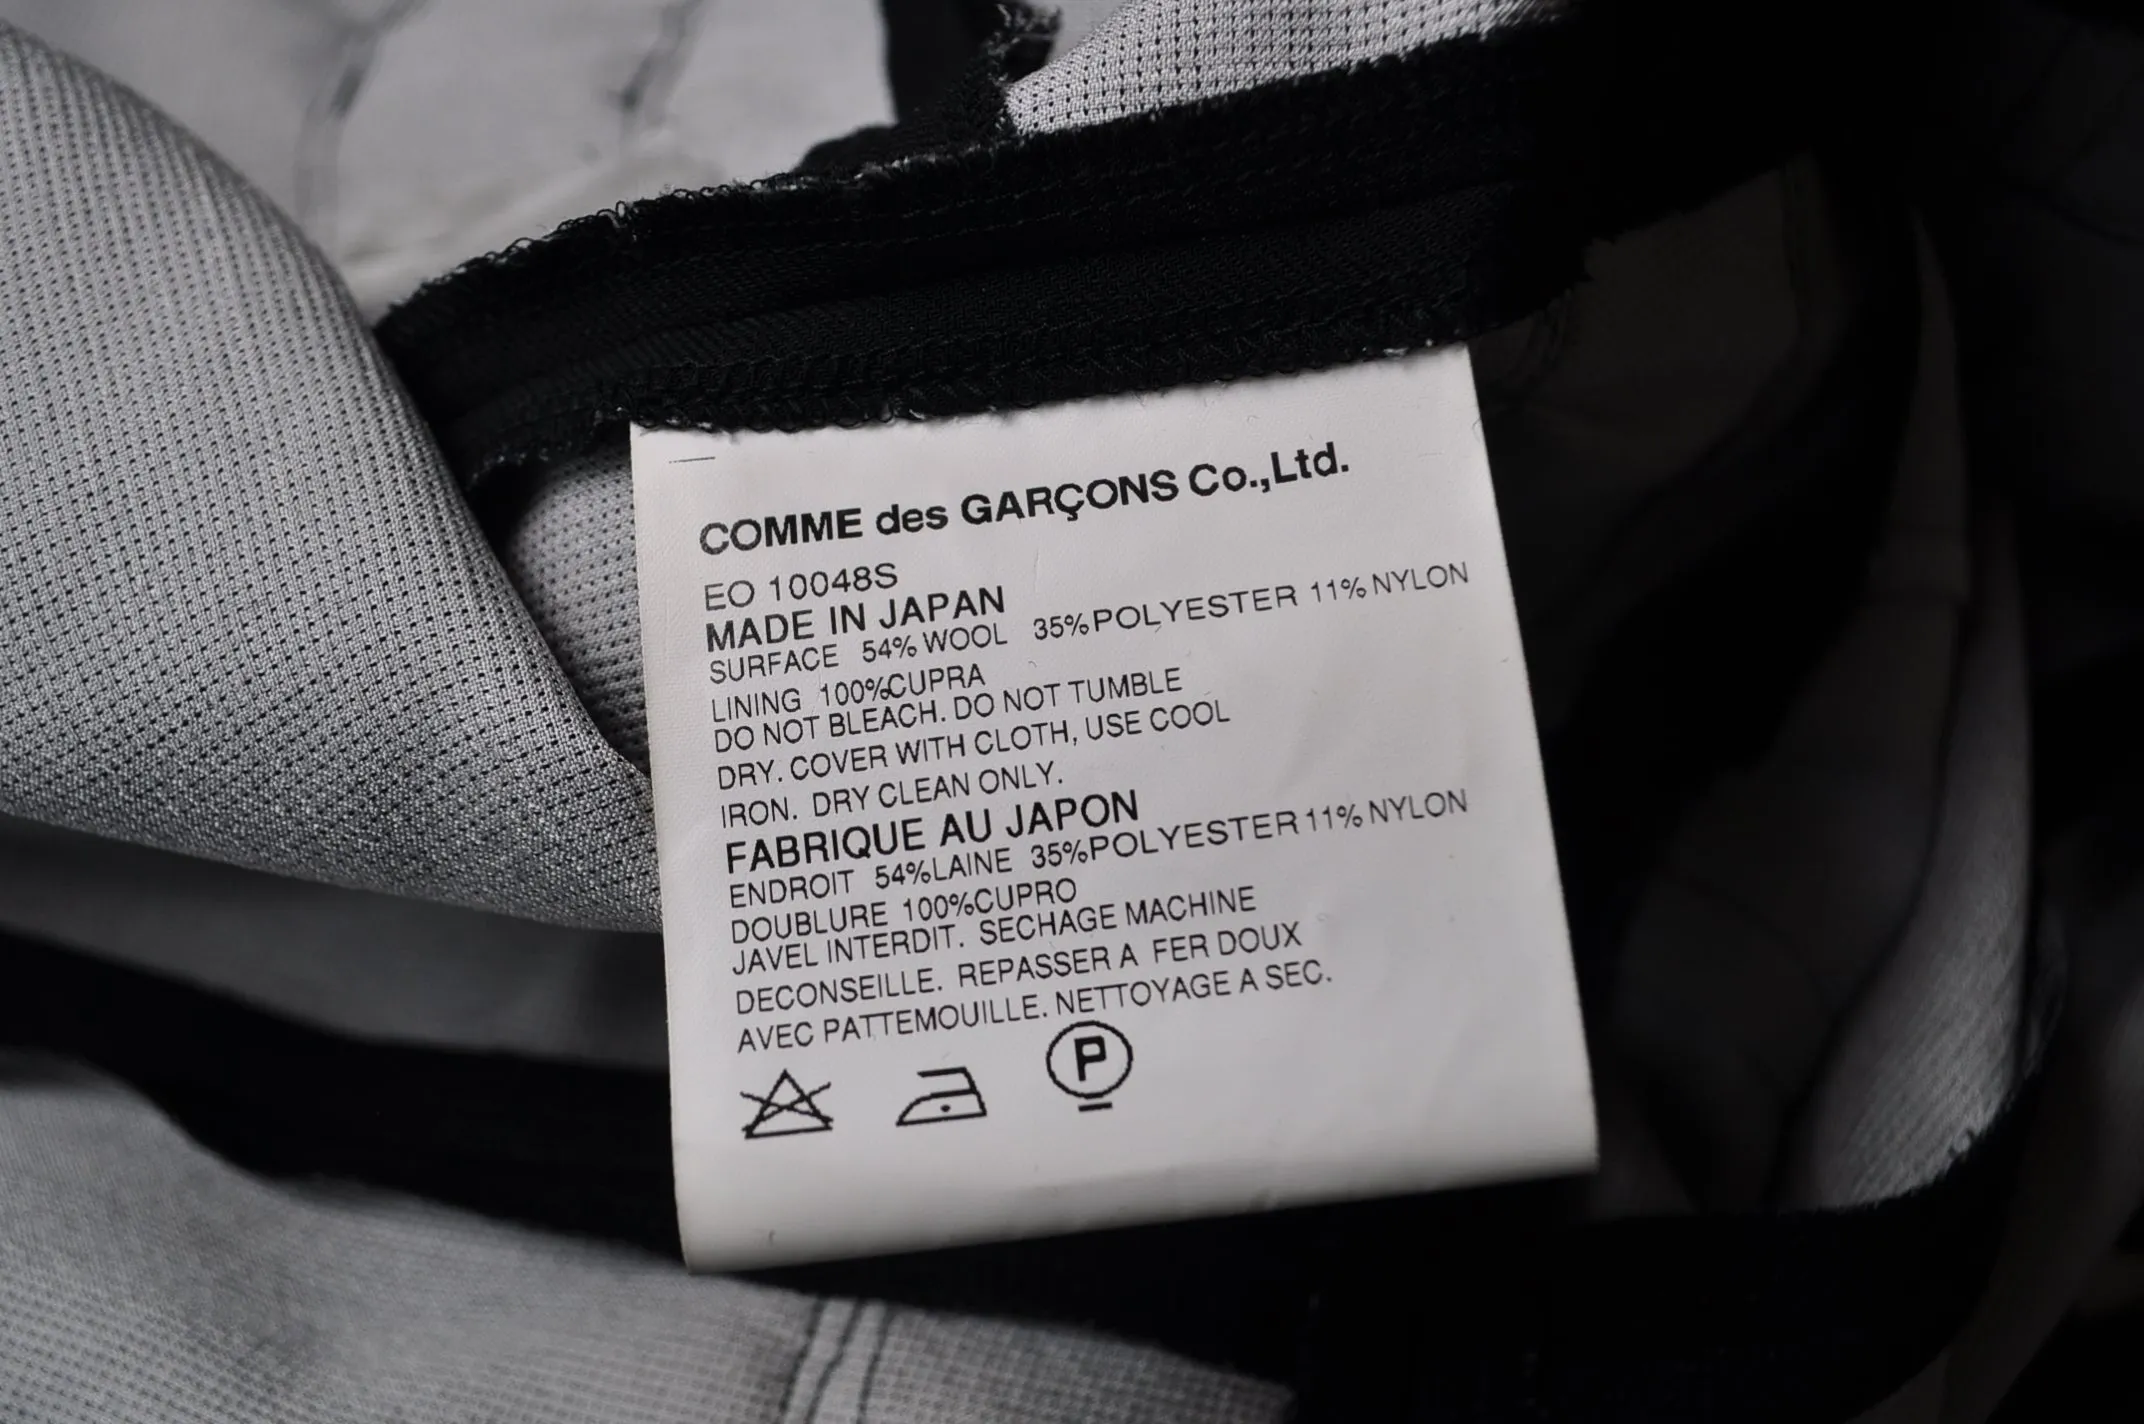 COMME des GARÇONS Co.,Ltd.
EO 10048S
MADE IN JAPAN
SURFACE 54% WOOL 35%POLYESTER 11% NYLON
LINING 100%CUPRA
DO NOT BLEACH. DO NOT TUMBLE
DRY. COVER WITH CLOTH, USE COOL
IRON. DRY CLEAN ONLY.
FABRIQUE AU JAPON
ENDROIT 54%LAINE 35%POLYESTER 11% NYLON
DOUBLURE 100%CUPRO
JAVEL INTERDIT. SECHAGE MACHINE
DECONSEILLE. REPASSER A FER DOUX
AVEC PATTEMOUILLE. NETTOYAGE A SEC.
P